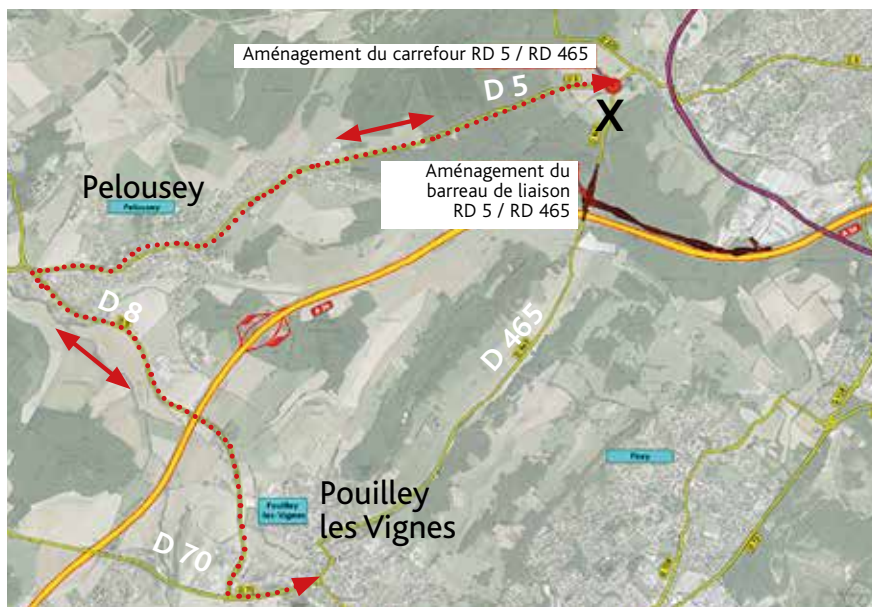 Aménagement du carrefour RD 5 / RD 465
D 5
X
Aménagement du
barreau de liaison
RD 5 / RD 465
Pelousey
Pelousey
D 8
D 465
Pouilley
les-Vignes
Pirey
Pouilley
les Vignes
D 70